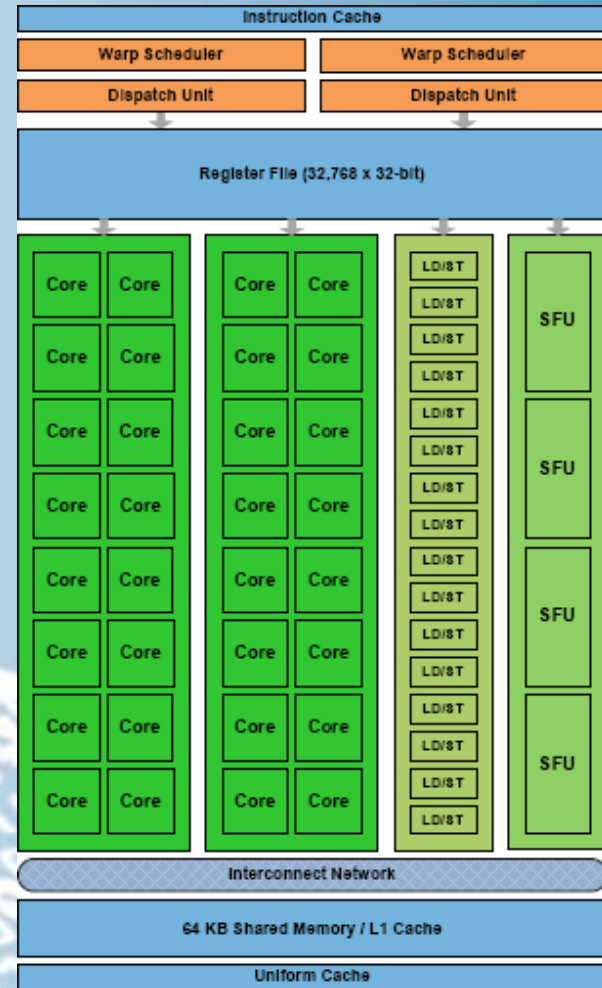 Instruction Cache
Warp Scheduler Warp Scheduler
Dispatch Unit Dispatch Unit
Register File (32,768 x 32-bit)
Core Core Core Core LD/ST SFU
LD/ST
Core Core Core Core LD/ST
LD/ST
Core Core Core Core LD/ST SFU
LD/ST
Core Core Core Core LD/ST
LD/ST
Core Core Core Core LD/ST SFU
LD/ST
Core Core Core Core LD/ST
LD/ST
Core Core Core Core LD/ST SFU
LD/ST
Core Core Core Core LD/ST
LD/ST
Interconnect Network
64 KB Shared Memory / L1 Cache
Uniform Cache